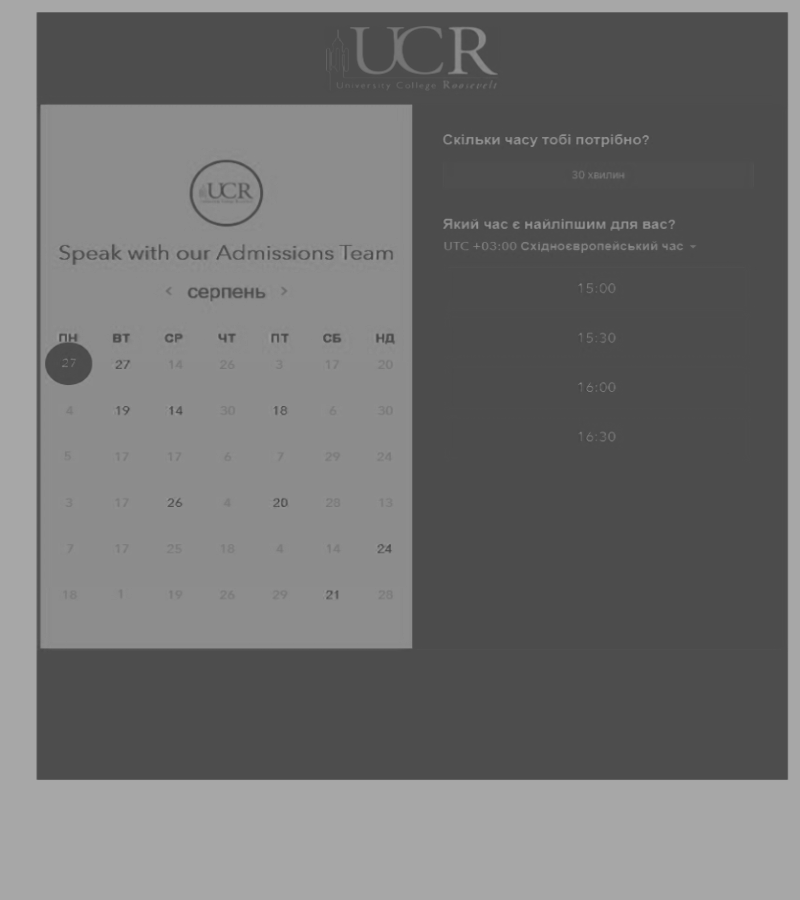 UCR
University College Roosevelt
UCR
Speak with our Admissions Team
‹ серпень ›
ПН ВТ СР ЧТ ПТ СБ НД
27 27 14 26 3 17 20
4 19 14 30 18 6 30
5 17 17 6 7 29 24
3 17 26 4 20 28 13
7 17 25 18 4 14 24
18 1 19 26 29 21 28
Скільки часу тобі потрібно?
30 хвилин
Який час є найліпшим для вас?
UTC +03:00 Східноєвропейський час
15:00
15:30
16:00
16:30